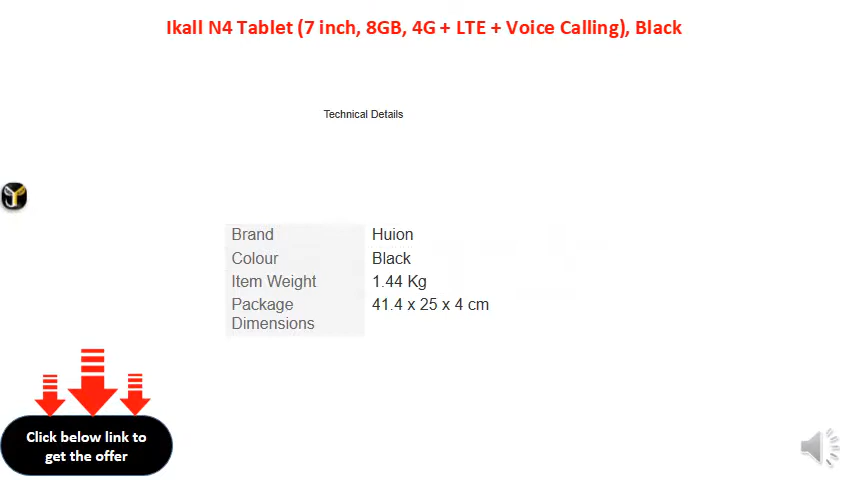 Ikall N4 Tablet (7 inch, 8GB, 4G + LTE + Voice Calling), Black
Technical Details
Brand Huion
Colour Black
Item Weight 1.44 Kg
Package 41.4 x 25 x 4 cm
Dimensions
Click below link to
get the offer